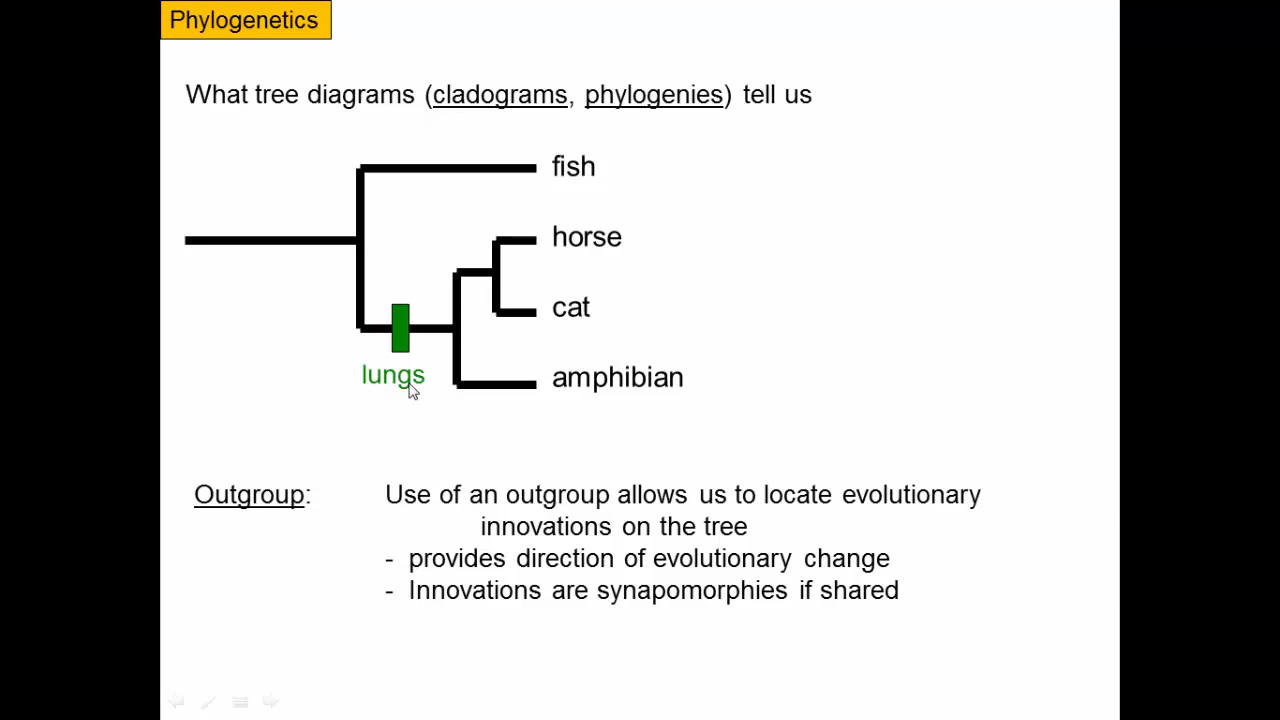 Phylogenetics
What tree diagrams (cladograms, phylogenies) tell us
fish
horse
cat
amphibian
lungs
Outgroup: Use of an outgroup allows us to locate evolutionary
innovations on the tree
- provides direction of evolutionary change
- Innovations are synapomorphies if shared